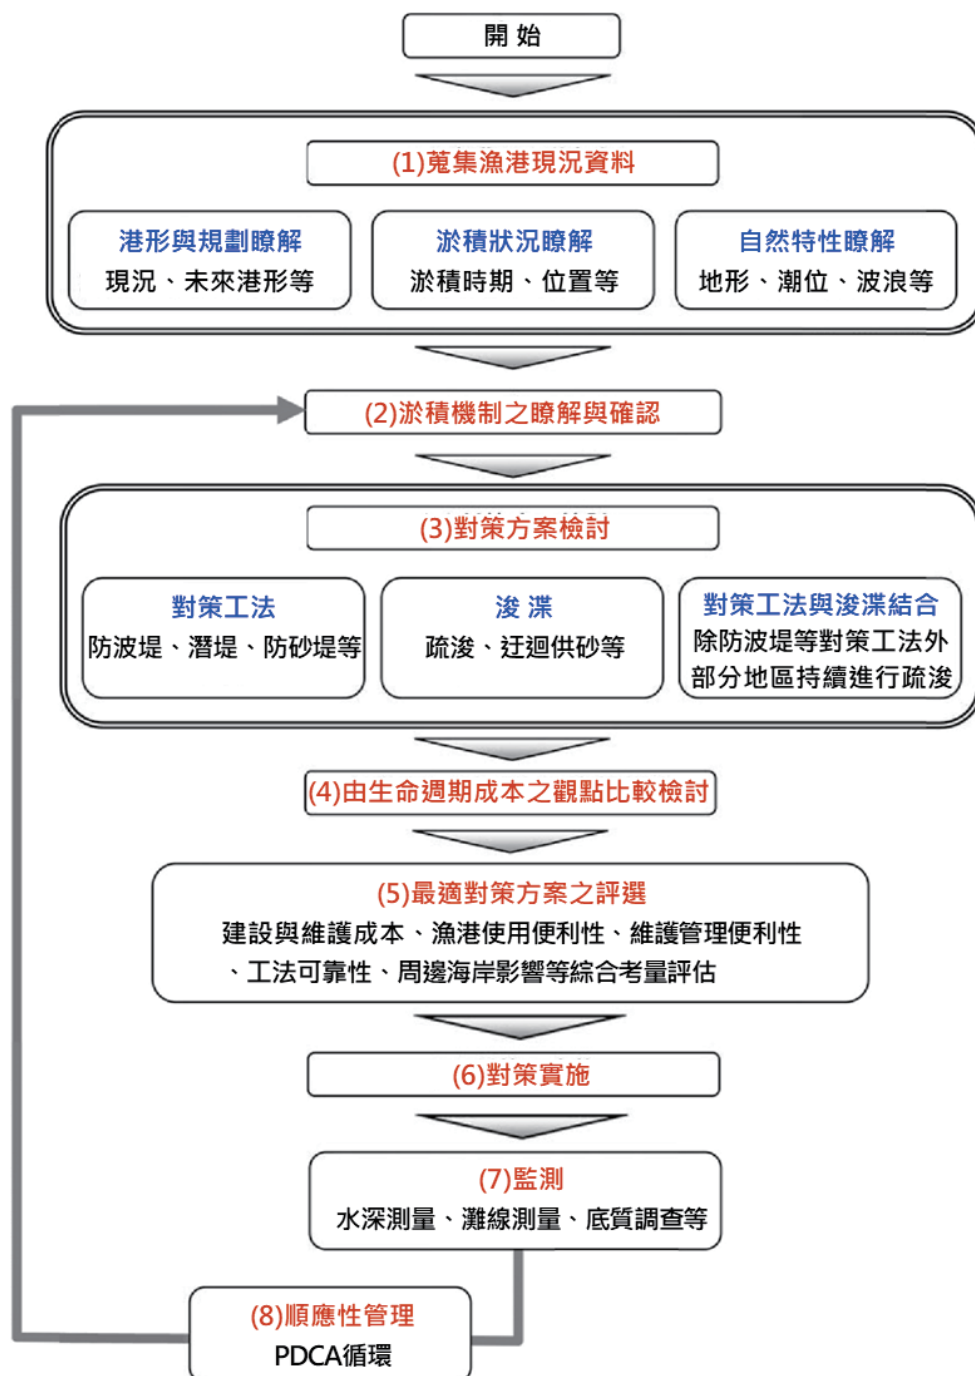 開 始
(1)蒐集漁港現況資料
港形與規劃瞭解
現況、未來港形等
淤積狀況瞭解
淤積時期、位置等
自然特性瞭解
地形、潮位、波浪等
(2)淤積機制之瞭解與確認
(3)對策方案檢討
對策工法
防波堤、潛堤、防砂堤等
浚 渫
疏浚、迂迴供砂等
對策工法與浚渫結合
除防波堤等對策工法外
部分地區持續進行疏浚
(4)由生命週期成本之觀點比較檢討
(5)最適對策方案之評選
建設與維護成本、漁港使用便利性、維護管理便利性
、工法可靠性、周邊海岸影響等綜合考量評估
(6)對策實施
(7)監測
水深測量、灘線測量、底質調查等
(8)順應性管理
PDCA循環